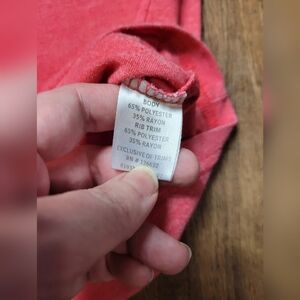 BODY
65% POLYESTER
35% RAYON
RIB TRIM
65% POLYESTER
35% RAYON
EXCLUSIVE OF TRIMS
RN #